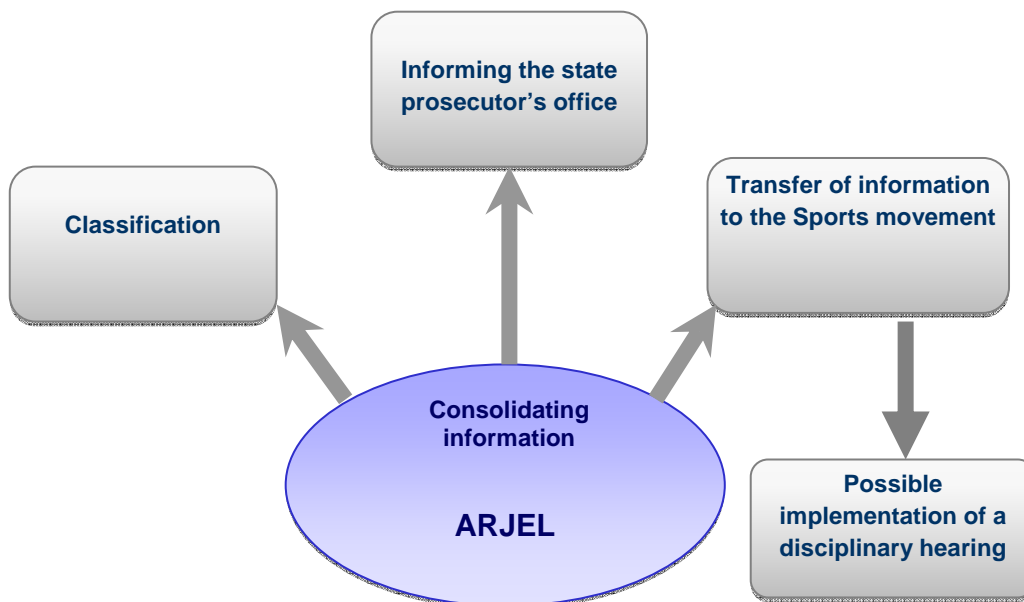 Informing the state
prosecutor's office
Classification
Transfer of information
to the Sports movement
Consolidating
information
ARJEL
Possible
implementation of a
disciplinary hearing